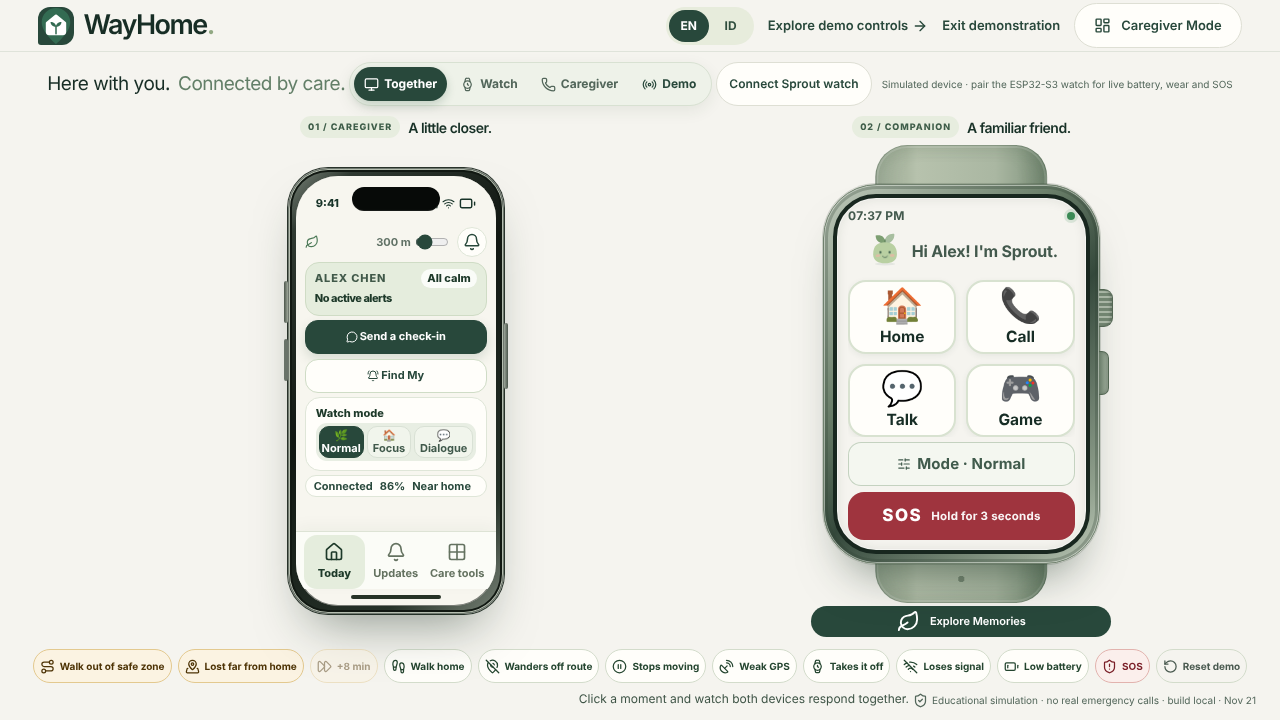 WayHome.
EN ID Explore demo controls → Exit demonstration Caregiver Mode
Here with you. Connected by care. Together Watch Caregiver Demo Connect Sprout watch Simulated device · pair the ESP32-S3 watch for live battery, wear and SOS
01 / CAREGIVER A little closer.
9:41
300 m
ALEX CHEN All calm
No active alerts
Send a check-in
Find My
Watch mode
Normal Focus Dialogue
Connected 86% Near home
Today Updates Care tools
02 / COMPANION A familiar friend.
07:37 PM
Hi Alex! I'm Sprout.
Home Call
Talk Game
Mode · Normal
SOS Hold for 3 seconds
Explore Memories
Walk out of safe zone Lost far from home +8 min Walk home Wanders off route Stops moving Weak GPS Takes it off Loses signal Low battery SOS Reset demo
Click a moment and watch both devices respond together. Educational simulation · no real emergency calls · build local · Nov 21